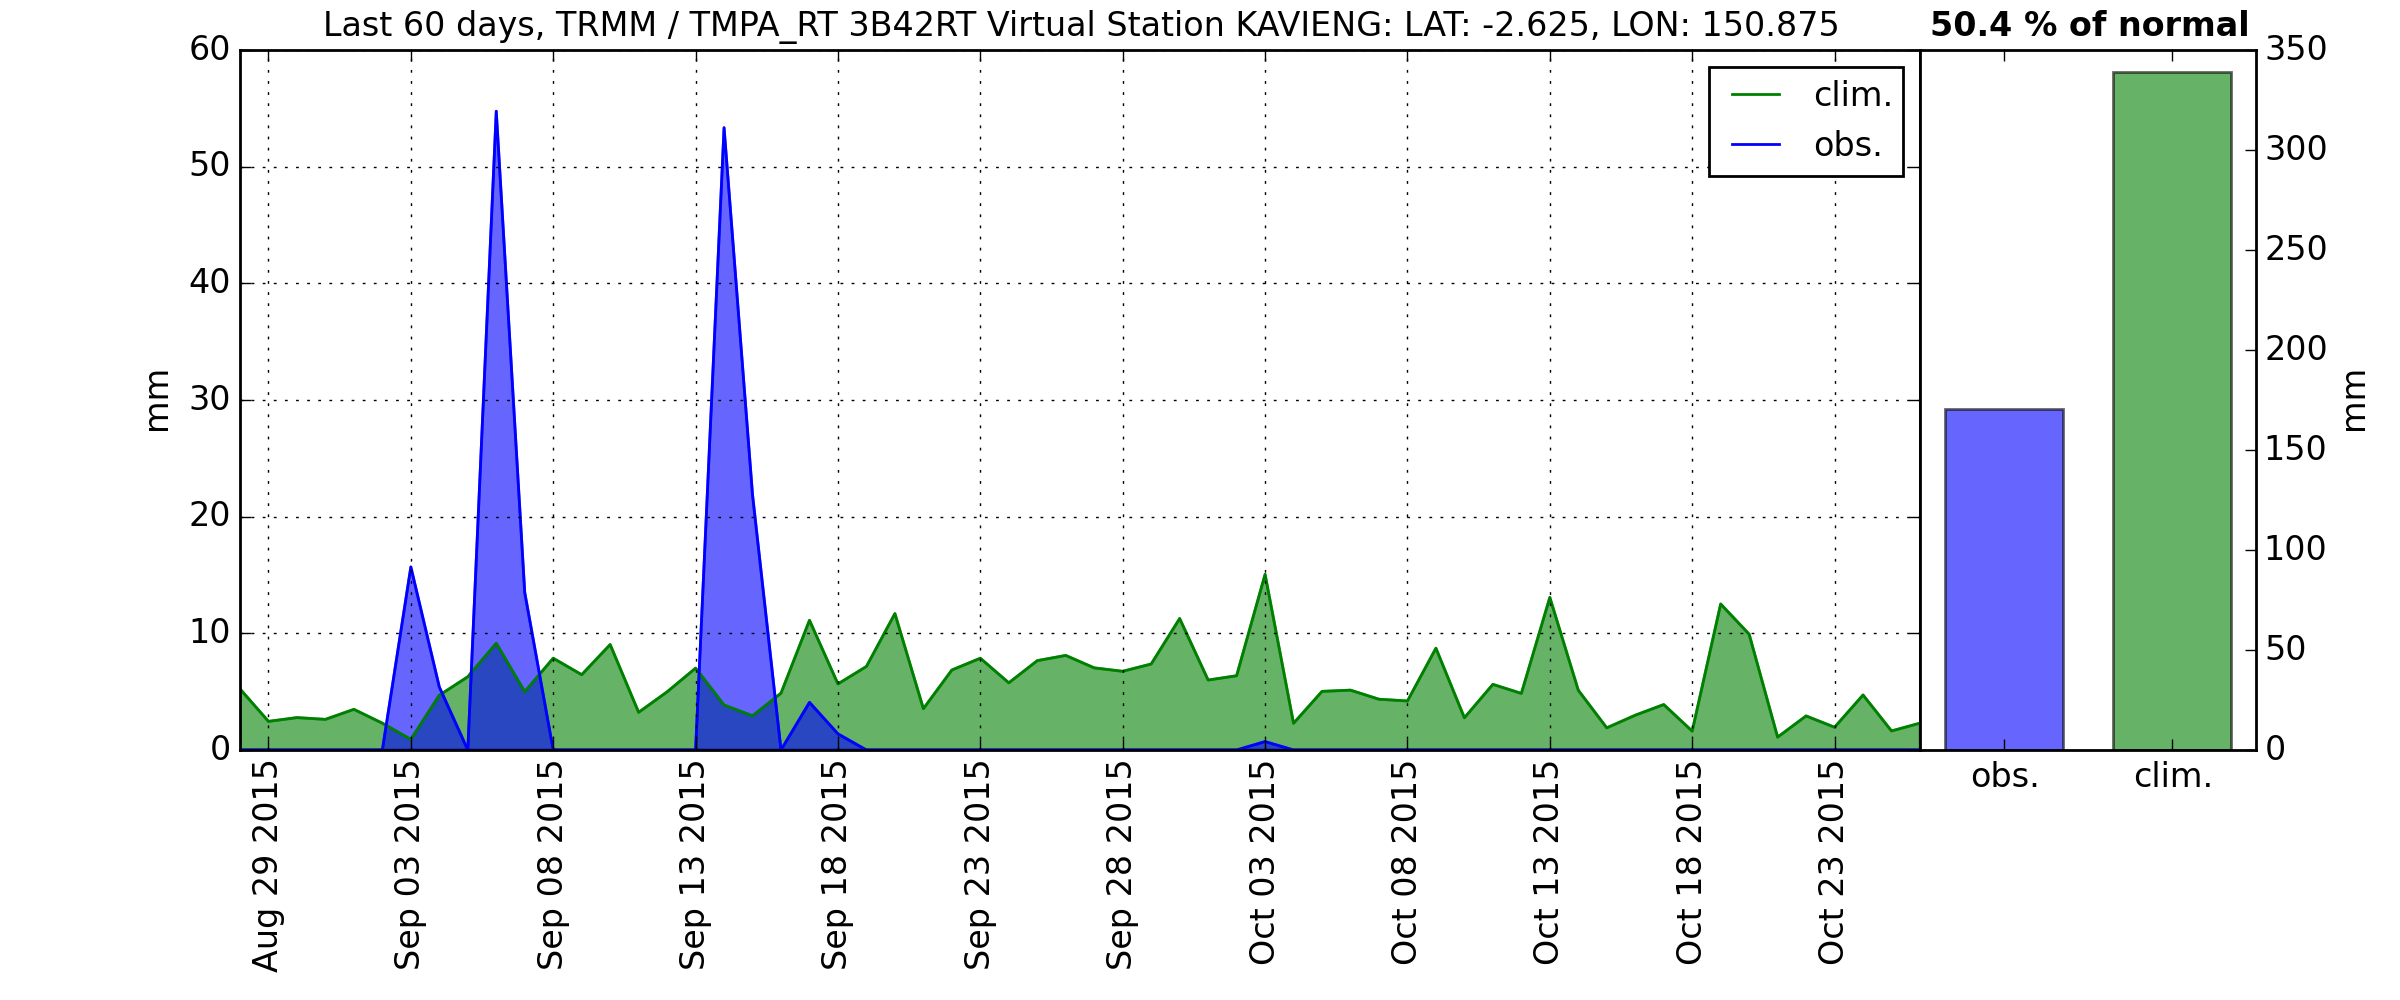 Last 60 days, TRMM / TMPA_RT 3B42RT Virtual Station KAVIENG: LAT: -2.625, LON: 150.875
50.4 % of normal
60
50
40
30
20
10
0
mm
clim.
obs.
350
300
250
200
150
100
50
0
mm
Aug 29 2015
Sep 03 2015
Sep 08 2015
Sep 13 2015
Sep 18 2015
Sep 23 2015
Sep 28 2015
Oct 03 2015
Oct 08 2015
Oct 13 2015
Oct 18 2015
Oct 23 2015
obs.
clim.